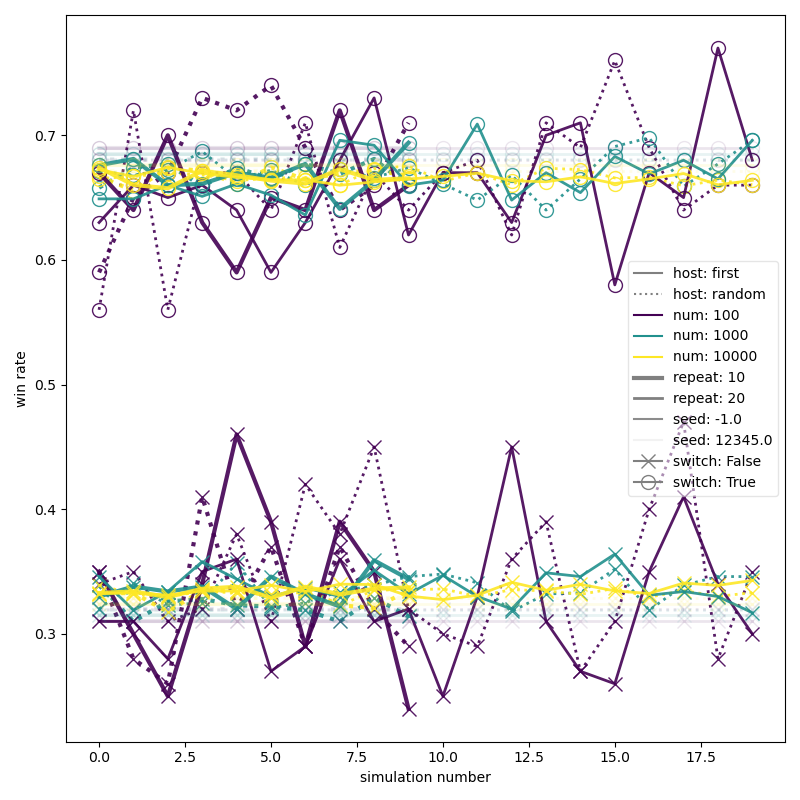 0.7
0.6
0.5
0.4
0.3
win rate
host: first
host: random
num: 100
num: 1000
num: 10000
repeat: 10
repeat: 20
seed: -1.0
seed: 12345.0
switch: False
switch: True
0.0 2.5 5.0 7.5 10.0 12.5 15.0 17.5
simulation number